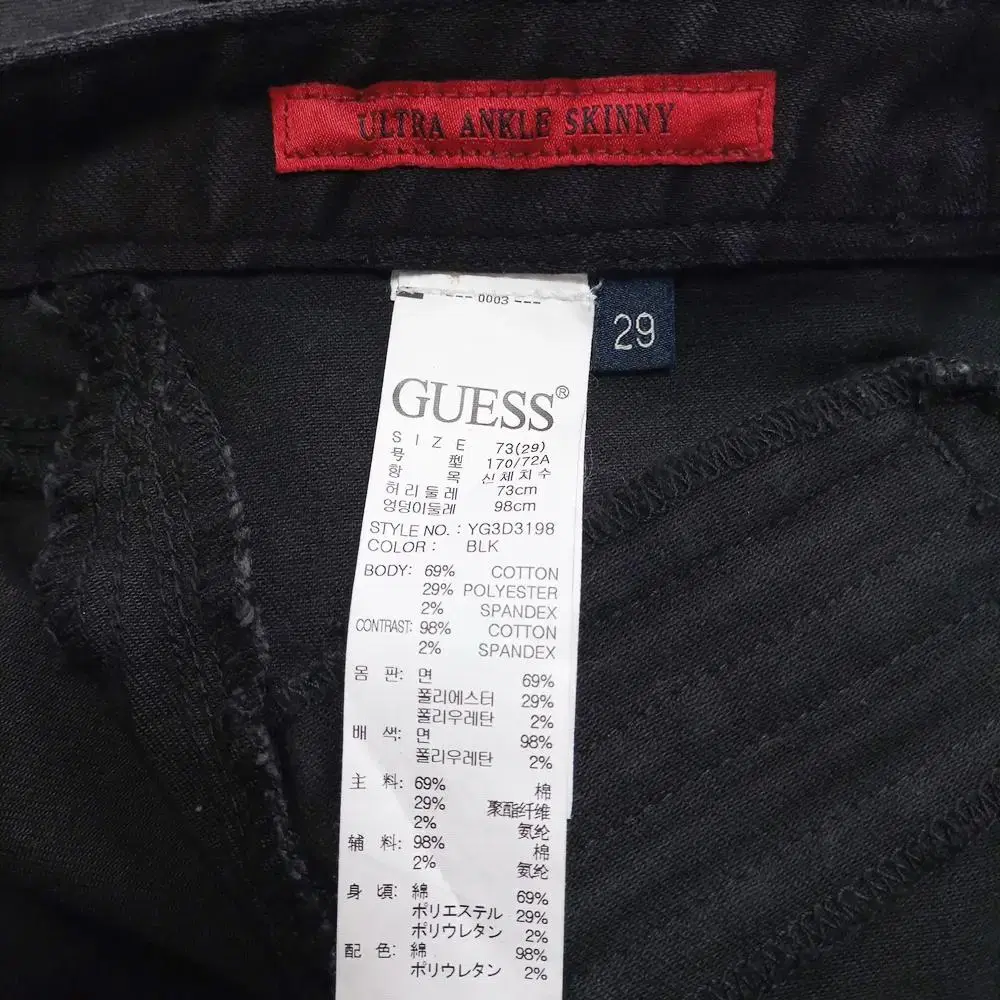 ULTRA ANKLE SKINNY
--- 0003 ---
29
GUESS®
SIZE 73(29)
号 型 170/72A
항 목 신체치수
허리둘레 73cm
엉덩이둘레 98cm
STYLE NO. : YG3D3198
COLOR : BLK
BODY: 69% COTTON
29% POLYESTER
2% SPANDEX
CONTRAST: 98% COTTON
2% SPANDEX
몸 판: 면 69%
폴리에스터 29%
폴리우레탄 2%
배 색: 면 98%
폴리우레탄 2%
主 料: 69% 棉
29% 聚酯纤维
2% 氨纶
辅 料: 98% 棉
2% 氨纶
身 頃: 綿 69%
ポリエステル 29%
ポリウレタン 2%
配 色: 綿 98%
ポリウレタン 2%